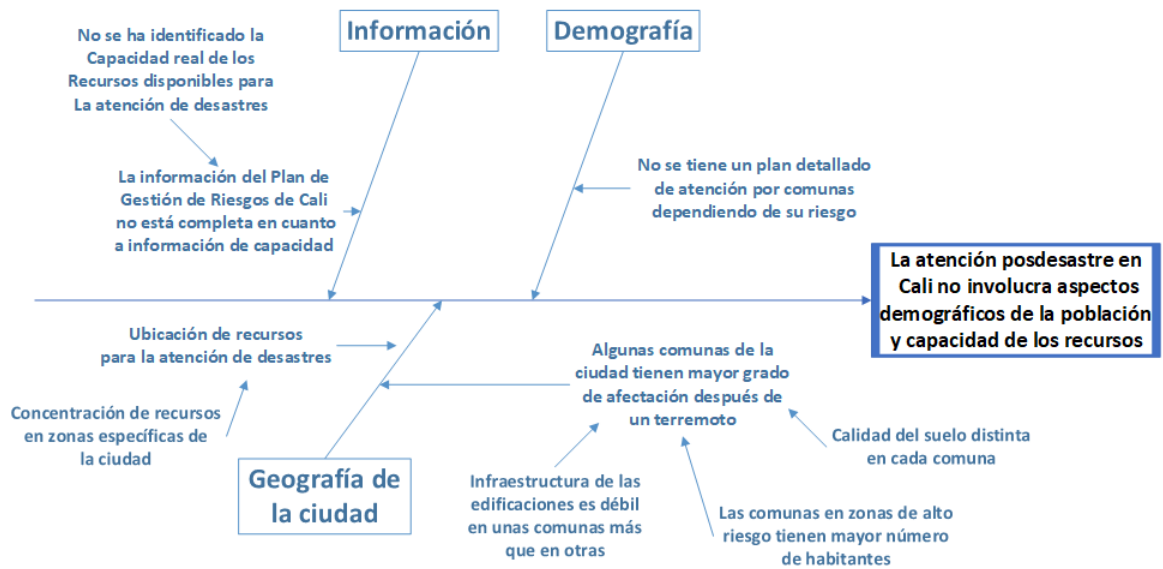 No se ha identificado la
Capacidad real de los
Recursos disponibles para
La atención de desastres
Información
Demografía
La información del Plan de
Gestión de Riesgos de Cali
no está completa en cuanto
a información de capacidad
No se tiene un plan detallado
de atención por comunas
dependiendo de su riesgo
La atención posdesastre en
Cali no involucra aspectos
demográficos de la población
y capacidad de los recursos
Ubicación de recursos
para la atención de desastres
Algunas comunas de la
ciudad tienen mayor grado
de afectación después de
un terremoto
Concentración de recursos
en zonas específicas de
la ciudad
Geografía de
la ciudad
Infraestructura de las
edificaciones es débil
en unas comunas más
que en otras
Calidad del suelo distinta
en cada comuna
Las comunas en zonas de alto
riesgo tienen mayor número
de habitantes